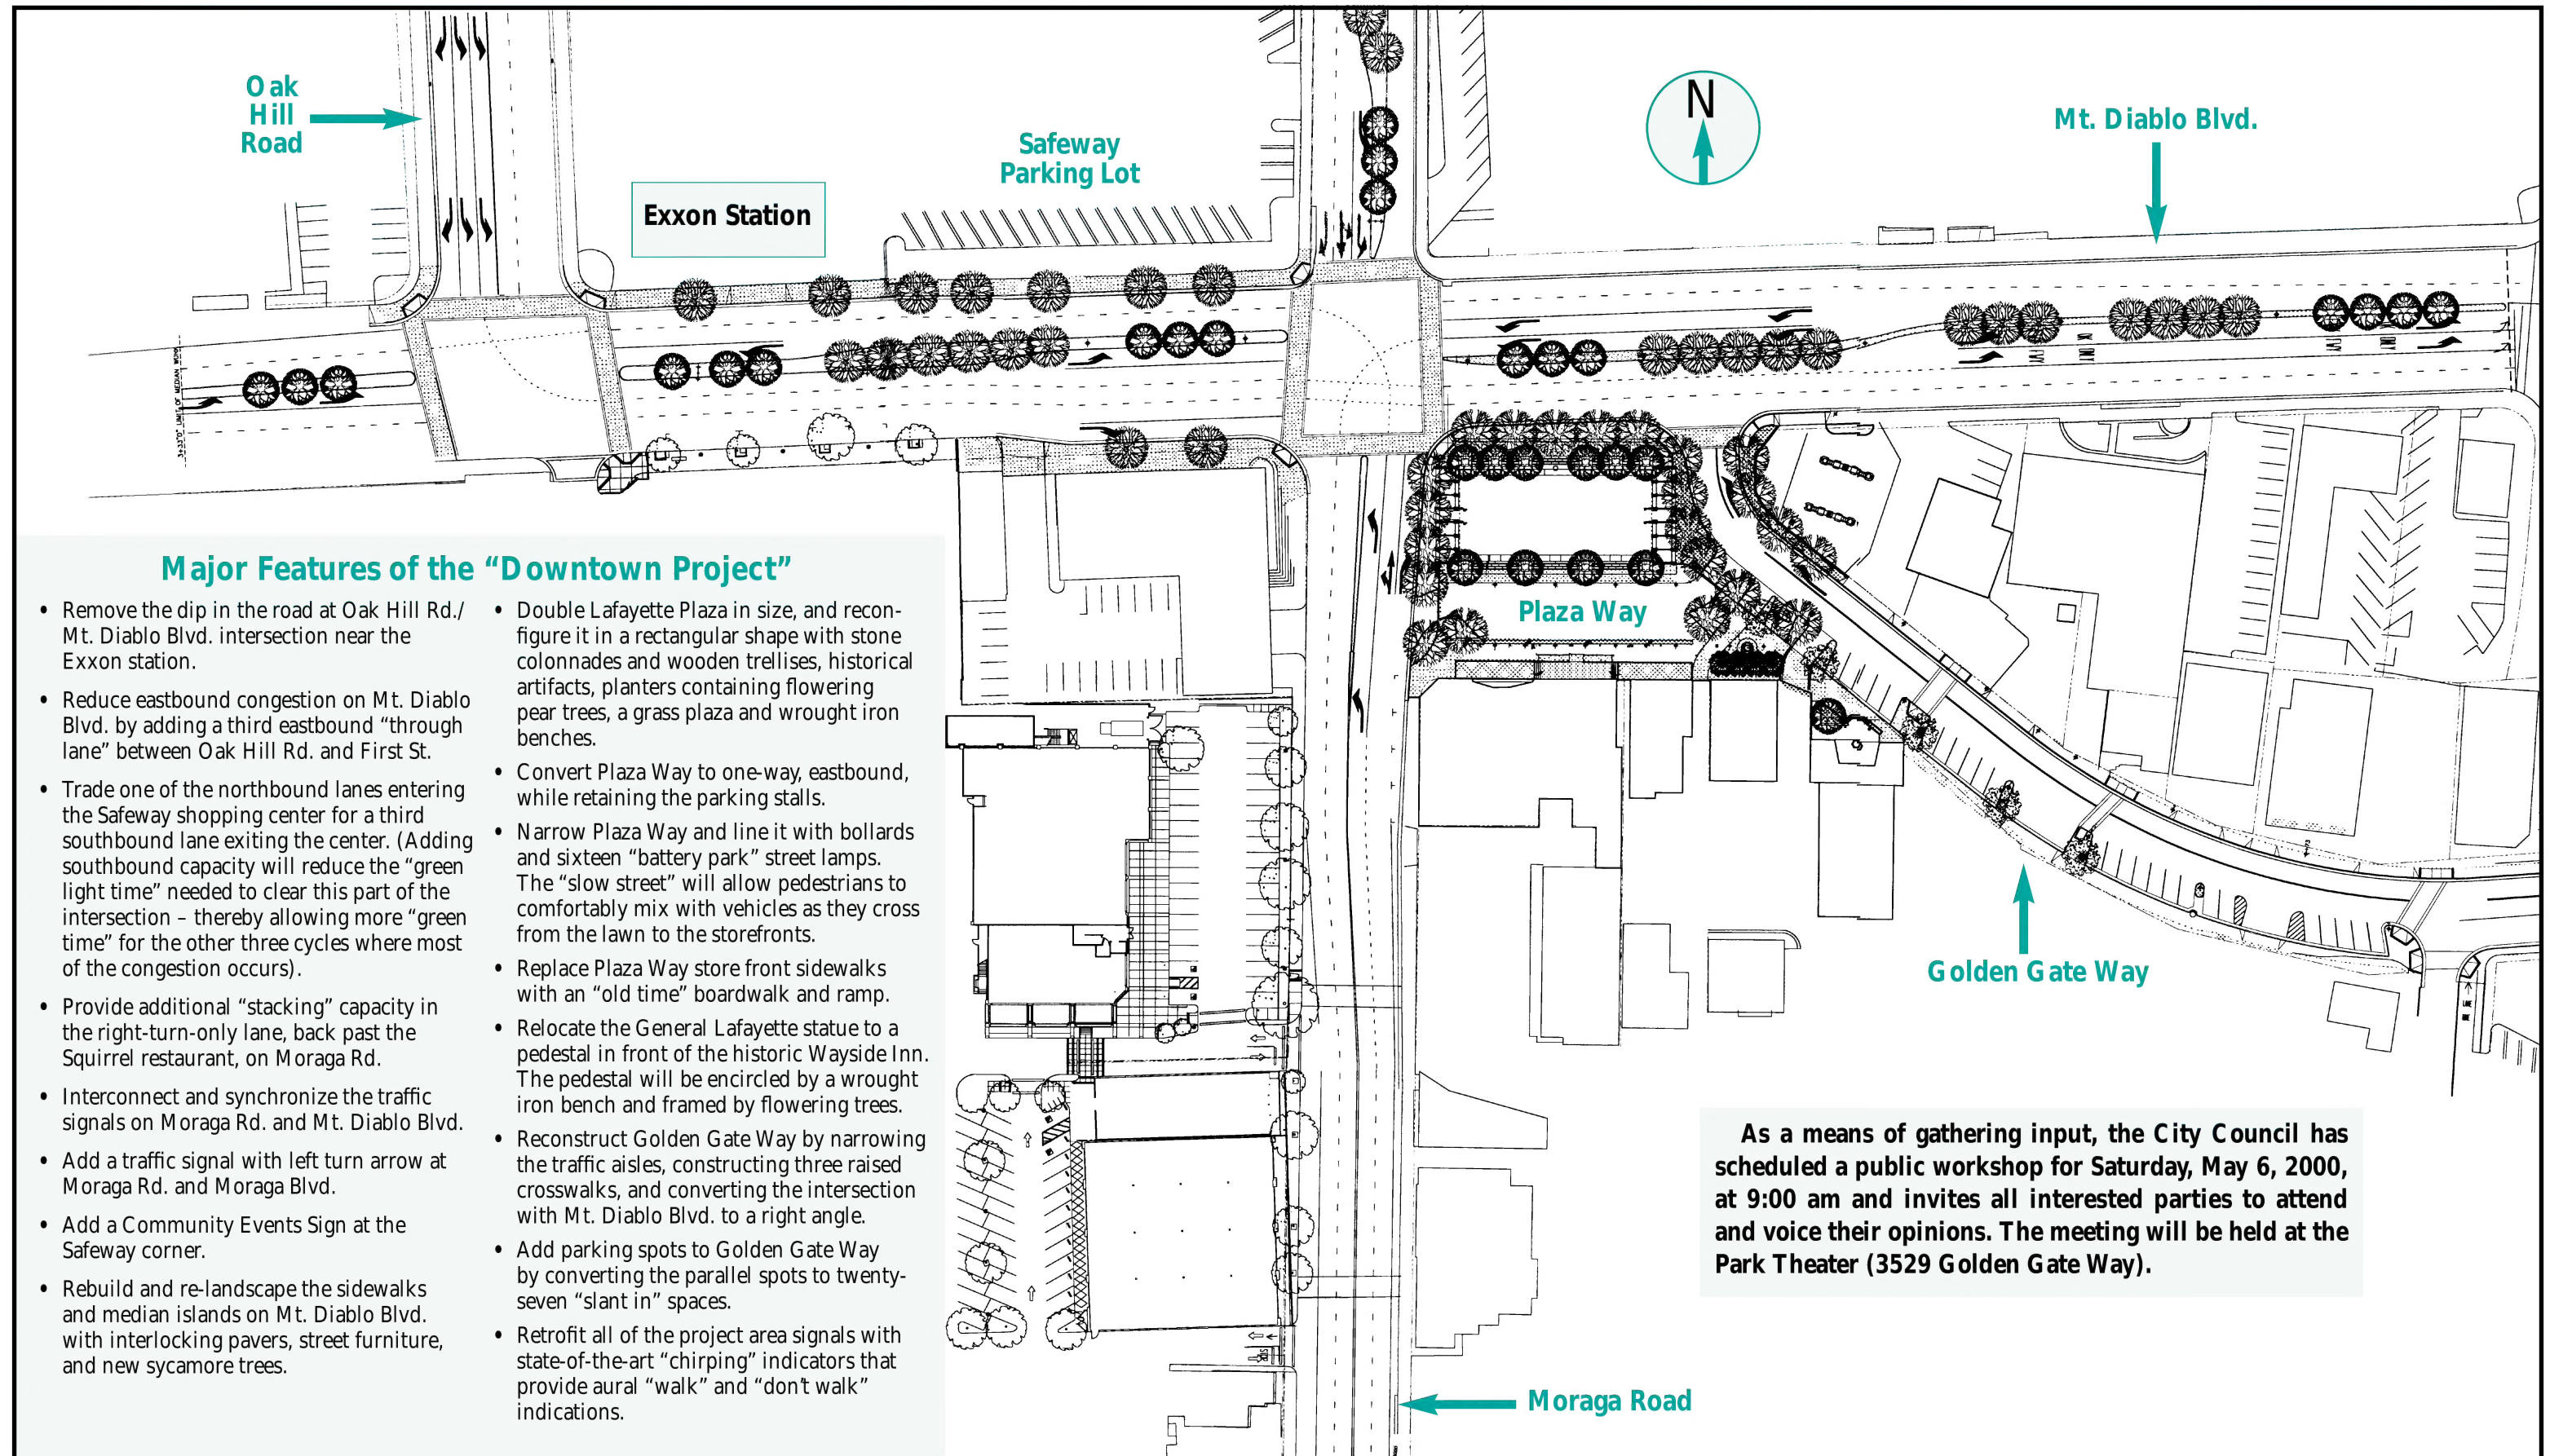 Oak
Hill
Road
Exxon Station
Safeway
Parking Lot
N
Mt. Diablo Blvd.
Plaza Way
Golden Gate Way
Moraga Road
Major Features of the “Downtown Project”
• Remove the dip in the road at Oak Hill Rd./
Mt. Diablo Blvd. intersection near the
Exxon station.
• Reduce eastbound congestion on Mt. Diablo
Blvd. by adding a third eastbound “through
lane” between Oak Hill Rd. and First St.
• Trade one of the northbound lanes entering
the Safeway shopping center for a third
southbound lane exiting the center. (Adding
southbound capacity will reduce the “green
light time” needed to clear this part of the
intersection – thereby allowing more “green
time” for the other three cycles where most
of the congestion occurs).
• Provide additional “stacking” capacity in
the right-turn-only lane, back past the
Squirrel restaurant, on Moraga Rd.
• Interconnect and synchronize the traffic
signals on Moraga Rd. and Mt. Diablo Blvd.
• Add a traffic signal with left turn arrow at
Moraga Rd. and Moraga Blvd.
• Add a Community Events Sign at the
Safeway corner.
• Rebuild and re-landscape the sidewalks
and median islands on Mt. Diablo Blvd.
with interlocking pavers, street furniture,
and new sycamore trees.
• Double Lafayette Plaza in size, and recon-
figure it in a rectangular shape with stone
colonnades and wooden trellises, historical
artifacts, planters containing flowering
pear trees, a grass plaza and wrought iron
benches.
• Convert Plaza Way to one-way, eastbound,
while retaining the parking stalls.
• Narrow Plaza Way and line it with bollards
and sixteen “battery park” street lamps.
The “slow street” will allow pedestrians to
comfortably mix with vehicles as they cross
from the lawn to the storefronts.
• Replace Plaza Way store front sidewalks
with an “old time” boardwalk and ramp.
• Relocate the General Lafayette statue to a
pedestal in front of the historic Wayside Inn.
The pedestal will be encircled by a wrought
iron bench and framed by flowering trees.
• Reconstruct Golden Gate Way by narrowing
the traffic aisles, constructing three raised
crosswalks, and converting the intersection
with Mt. Diablo Blvd. to a right angle.
• Add parking spots to Golden Gate Way
by converting the parallel spots to twenty-
seven “slant in” spaces.
• Retrofit all of the project area signals with
state-of-the-art “chirping” indicators that
provide aural “walk” and “don’t walk”
indications.
As a means of gathering input, the City Council has
scheduled a public workshop for Saturday, May 6, 2000,
at 9:00 am and invites all interested parties to attend
and voice their opinions. The meeting will be held at the
Park Theater (3529 Golden Gate Way).